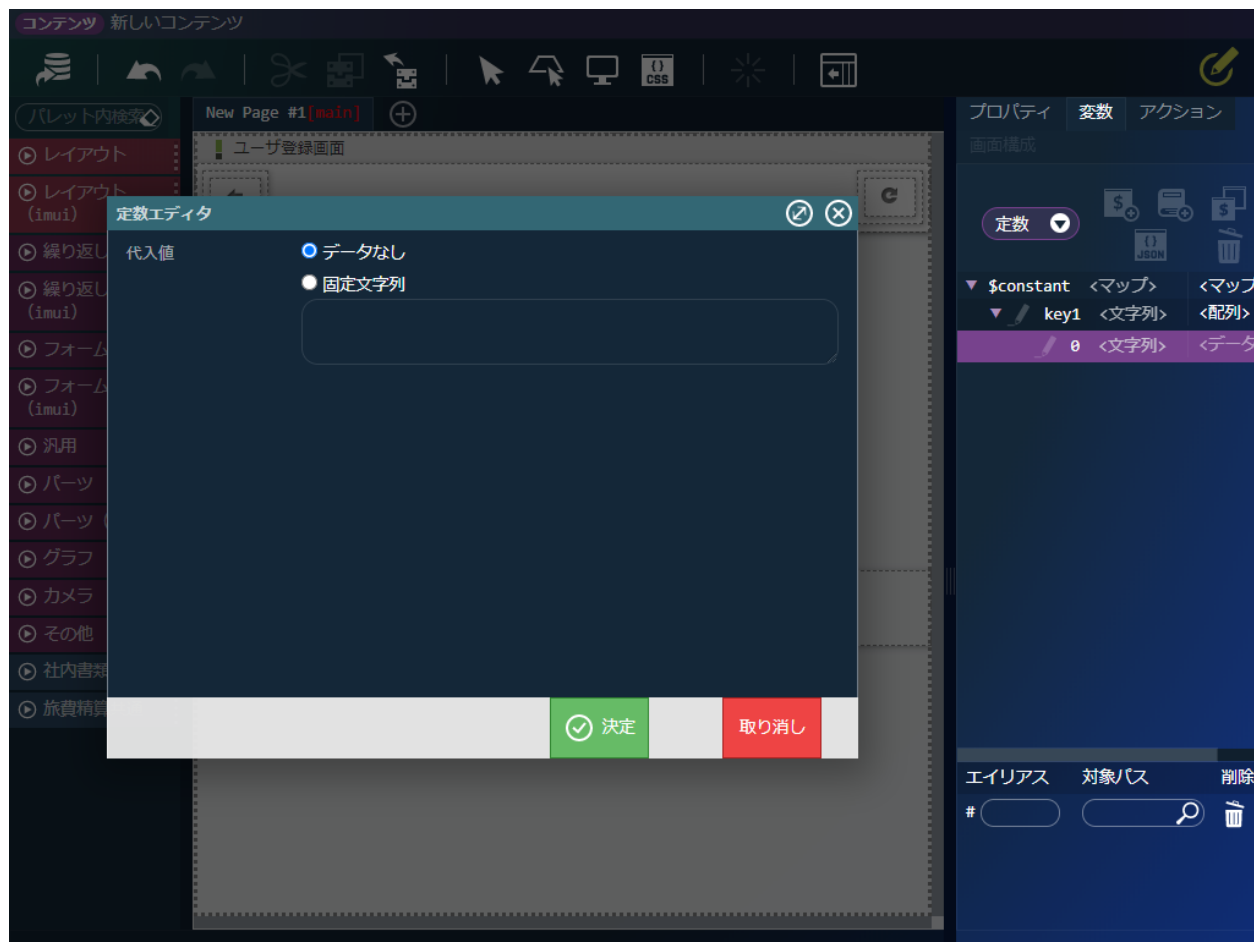 コンテンツ 新しいコンテンツ
{}
CSS
パレット内検索
New Page #1[main]
プロパティ 変数 アクション
画面構成
レイアウト
ユーザ登録画面
レイアウト
(imui)
繰り返し
繰り返し
(imui)
フォーム
フォーム
(imui)
汎用
パーツ
パーツ (
グラフ
カメラ
その他
社内書類
旅費精算
定数エディタ
代入値
データなし
固定文字列
決定
取り消し
定数
$
$
{}
JSON
$constant <マップ> <マップ
key1 <文字列> <配列>
0 <文字列> <データ
エイリアス 対象パス 削除
#